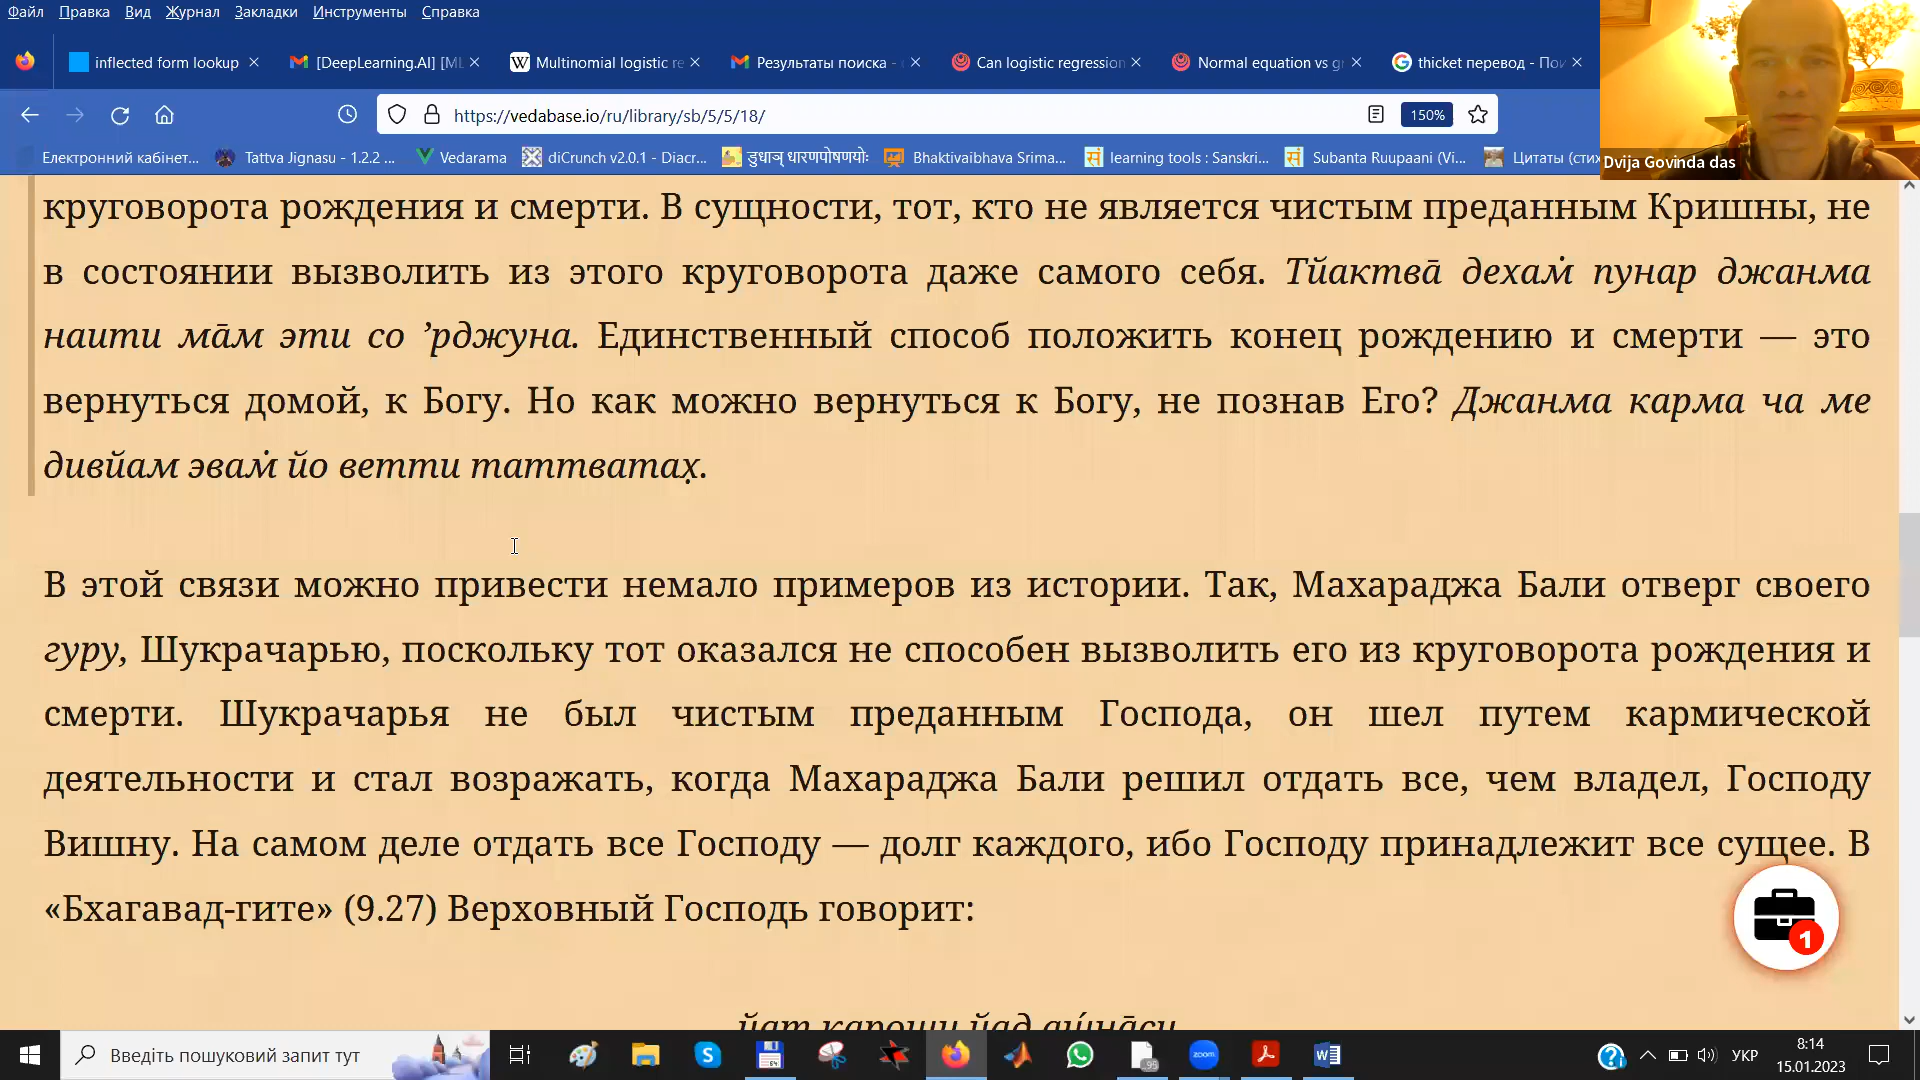 Файл Правка Вид Журнал Закладки Инструменты Справка
inflected form lookup
[DeepLearning.AI] [ML
Multinomial logistic re
Результаты поиска -
Can logistic regression
Normal equation vs g
thicket перевод - Пои
https://vedabase.io/ru/library/sb/5/5/18/
150%
Електронний кабінет...
Tattva Jignasu - 1.2.2 ...
Vedarama
diCrunch v2.0.1 - Diacr...
डुधाञ् धारणपोषणयोः
Bhaktivaibhava Srima...
learning tools : Sanskri...
Subanta Ruupaani (Vi...
Цитаты (стих
Dvija Govinda das
круговорота рождения и смерти. В сущности, тот, кто не является чистым преданным Кришны, не
в состоянии вызволить из этого круговорота даже самого себя. Тйактва̄ дехам̇ пунар джанма
наити ма̄м эти со ’рджуна. Единственный способ положить конец рождению и смерти — это
вернуться домой, к Богу. Но как можно вернуться к Богу, не познав Его? Джанма карма ча ме
дивйам эвам̇ йо ветти таттватах̣.
В этой связи можно привести немало примеров из истории. Так, Махараджа Бали отверг своего
гуру, Шукрачарью, поскольку тот оказался не способен вызволить его из круговорота рождения и
смерти. Шукрачарья не был чистым преданным Господа, он шел путем кармической
деятельности и стал возражать, когда Махараджа Бали решил отдать все, чем владел, Господу
Вишну. На самом деле отдать все Господу — долг каждого, ибо Господу принадлежит все сущее. В
«Бхагавад-гите» (9.27) Верховный Господь говорит:
йат кароши йад аш́на̄си
1
Введіть пошуковий запит тут
УКР
8:14
15.01.2023